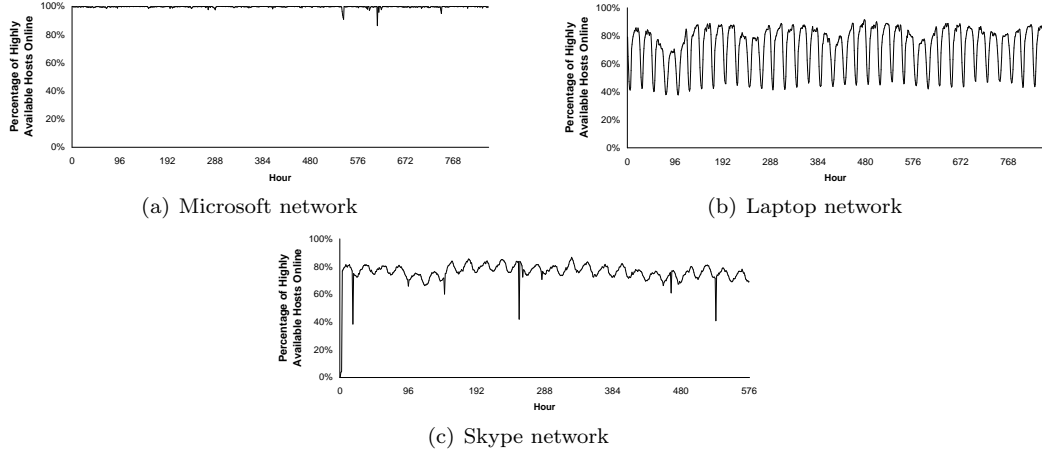 Percentage of Highly
Available Hosts Online
100%
80%
60%
40%
20%
0%
0 96 192 288 384 480 576 672 768
Hour
(a) Microsoft network
Percentage of Highly
Available Hosts Online
100%
80%
60%
40%
20%
0%
0 96 192 288 384 480 576 672 768
Hour
(b) Laptop network
Percentage of Highly
Available Hosts Online
100%
80%
60%
40%
20%
0%
0 96 192 288 384 480 576
Hour
(c) Skype network